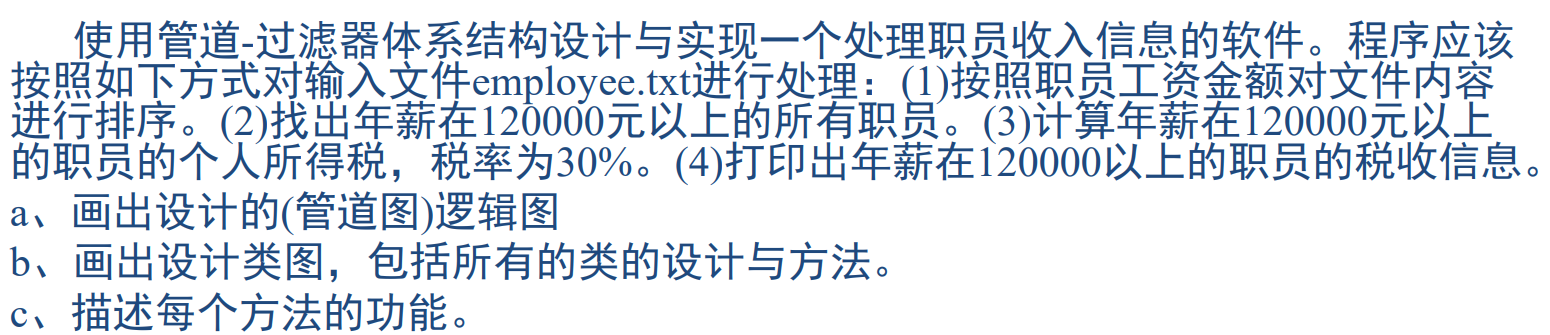 使用管道-过滤器体系结构设计与实现一个处理职员收入信息的软件。程序应该
按照如下方式对输入文件employee.txt进行处理：(1)按照职员工资金额对文件内容
进行排序。(2)找出年薪在120000元以上的所有职员。(3)计算年薪在120000元以上
的职员的个人所得税，税率为30%。(4)打印出年薪在120000以上的职员的税收信息。
a、画出设计的(管道图)逻辑图
b、画出设计类图，包括所有的类的设计与方法。
c、描述每个方法的功能。